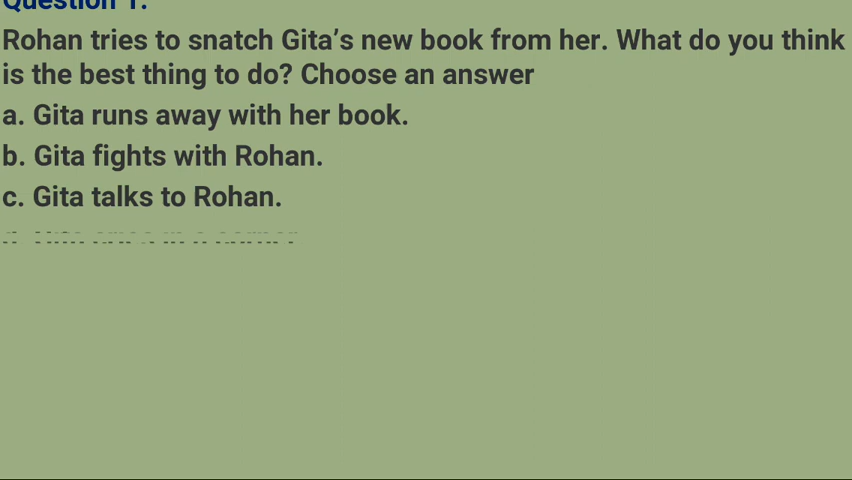 Question 1.
Rohan tries to snatch Gita’s new book from her. What do you think
is the best thing to do? Choose an answer
a. Gita runs away with her book.
b. Gita fights with Rohan.
c. Gita talks to Rohan.